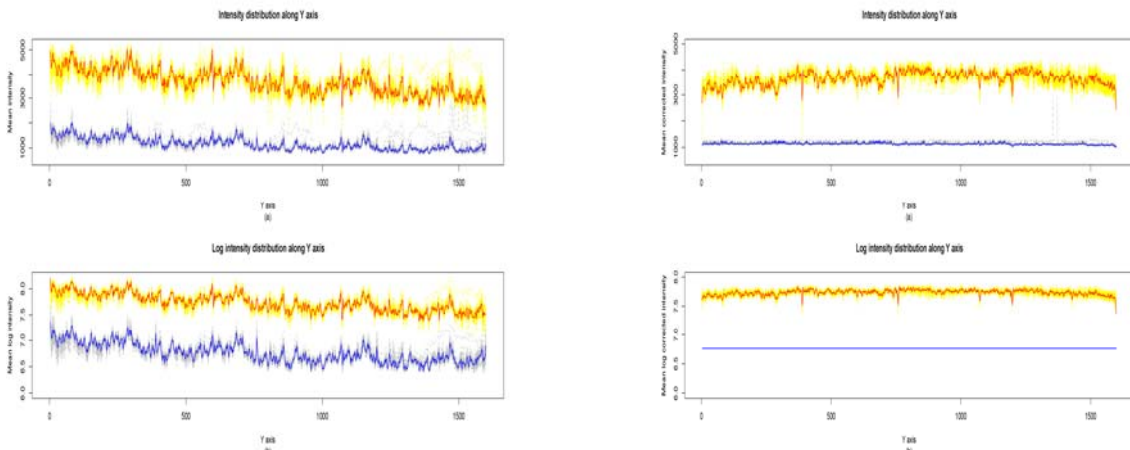 Intensity distribution along Y axis
Mean intensity
5000
3000
1000
0
500
1000
1500
Y axis
(a)
Log intensity distribution along Y axis
Mean log intensity
8.0
7.5
7.0
6.5
6.0
0
500
1000
1500
Y axis
Intensity distribution along Y axis
Mean corrected intensity
5000
3000
1000
0
500
1000
1500
Y axis
(a)
Log intensity distribution along Y axis
Mean log corrected intensity
8.0
7.5
7.0
6.5
6.0
0
500
1000
1500
Y axis